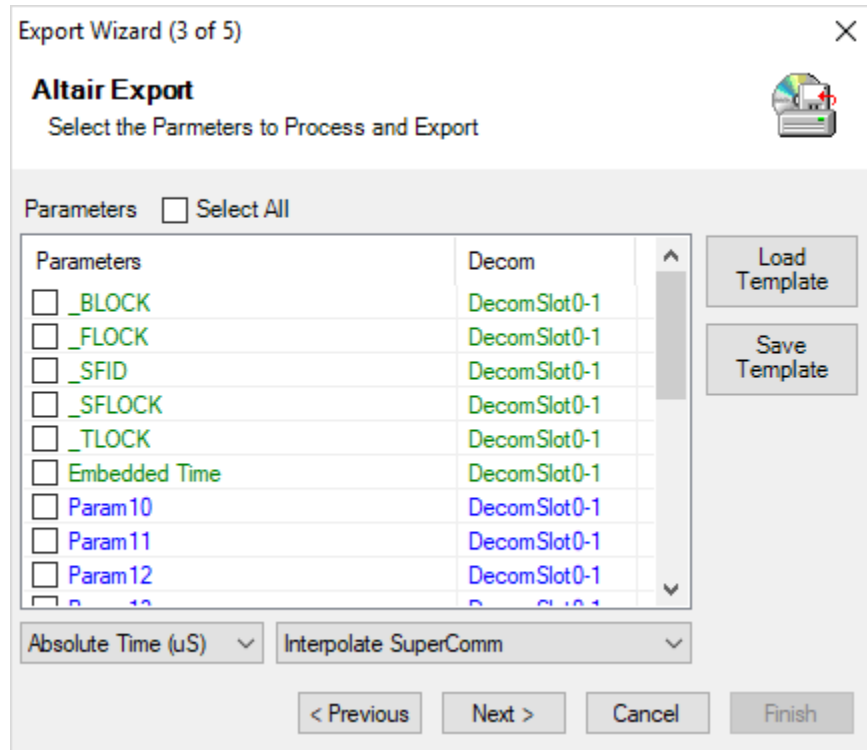 Export Wizard (3 of 5)
Altair Export
Select the Parmeters to Process and Export
Parameters Select All
Parameters Decom
_BLOCK DecomSlot0-1
_FLOCK DecomSlot0-1
_SFID DecomSlot0-1
_SFLOCK DecomSlot0-1
_TLOCK DecomSlot0-1
Embedded Time DecomSlot0-1
Param10 DecomSlot0-1
Param11 DecomSlot0-1
Param12 DecomSlot0-1
Load
Template
Save
Template
Absolute Time (uS) Interpolate SuperComm
< Previous Next > Cancel Finish